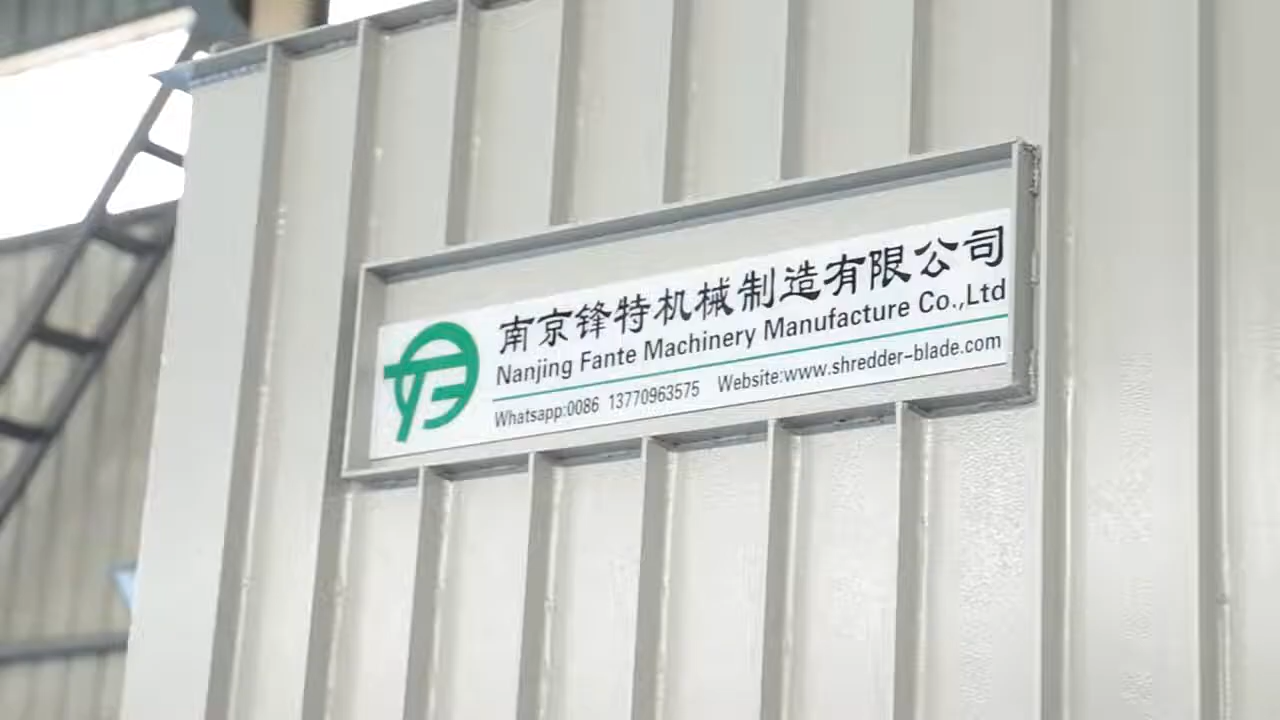 南京锋特机械制造有限公司
Nanjing Fante Machinery Manufacture Co.,Ltd
Whatsapp:0086 13770963575 Website:www.shredder-blade.com